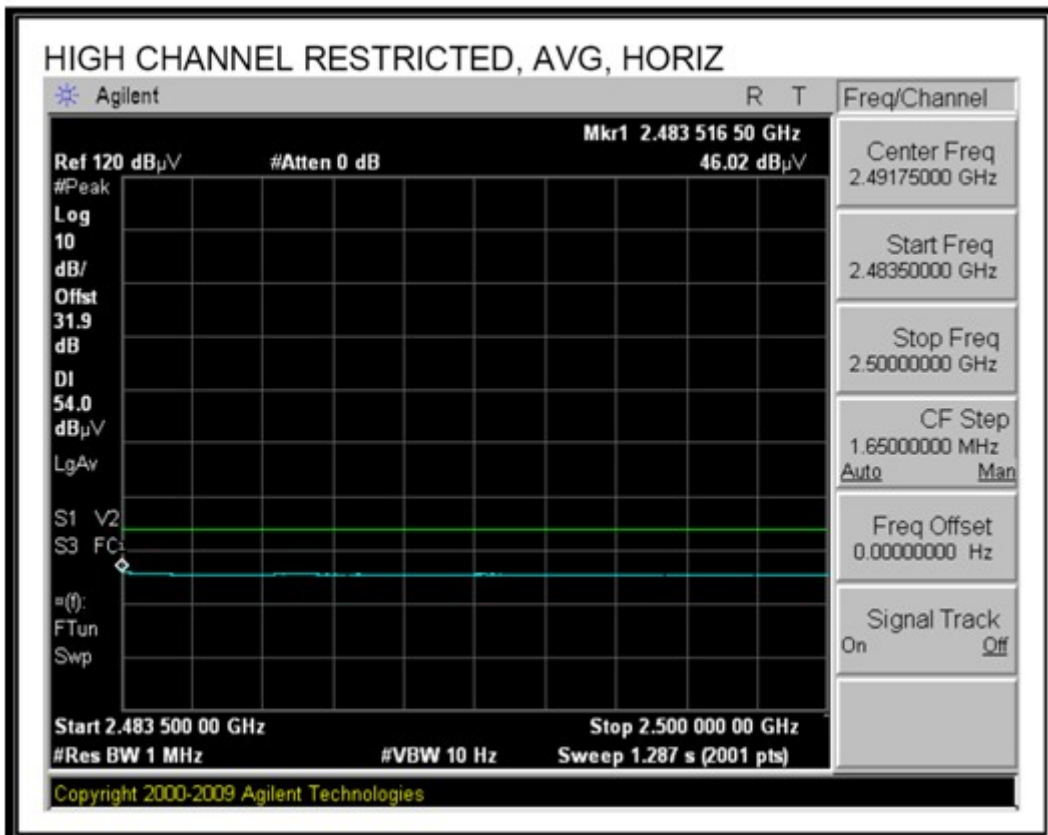 HIGH CHANNEL RESTRICTED, AVG, HORIZ
Agilent R T Freq/Channel
Mkr1 2.483 516 50 GHz
Ref 120 dBµV #Atten 0 dB 46.02 dBµV
#Peak
Log
10
dB/
Offst
31.9
dB
DI
54.0
dBµV
LgAv
S1 V2
S3 FC
1
¤(f):
FTun
Swp
Start 2.483 500 00 GHz Stop 2.500 000 00 GHz
#Res BW 1 MHz #VBW 10 Hz Sweep 1.287 s (2001 pts)
Copyright 2000-2009 Agilent Technologies
Center Freq
2.49175000 GHz
Start Freq
2.48350000 GHz
Stop Freq
2.50000000 GHz
CF Step
1.65000000 MHz
Auto Man
Freq Offset
0.00000000 Hz
Signal Track
On Off